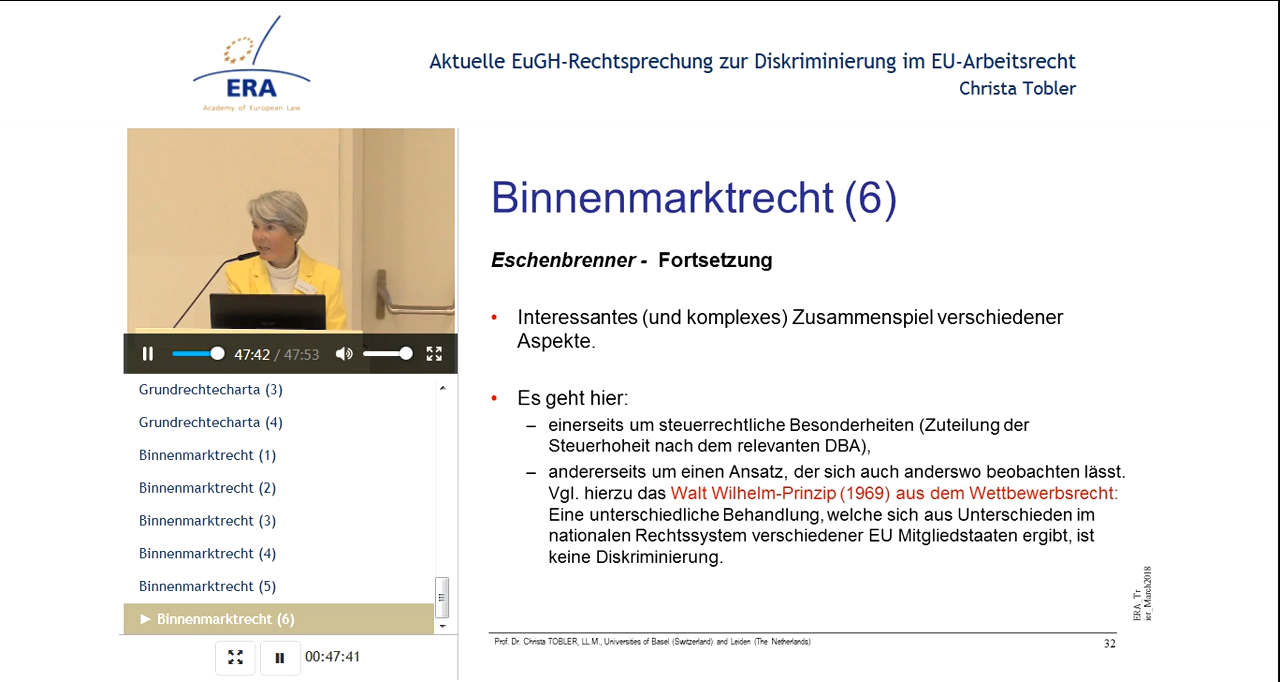 ERA
Academy of European Law
Aktuelle EuGH-Rechtsprechung zur Diskriminierung im EU-Arbeitsrecht
Christa Tobler
47:42 / 47:53
Grundrechtecharta (3)
Grundrechtecharta (4)
Binnenmarktrecht (1)
Binnenmarktrecht (2)
Binnenmarktrecht (3)
Binnenmarktrecht (4)
Binnenmarktrecht (5)
► Binnenmarktrecht (6)
00:47:41
Binnenmarktrecht (6)
Eschenbrenner - Fortsetzung
• Interessantes (und komplexes) Zusammenspiel verschiedener
Aspekte.
• Es geht hier:
– einerseits um steuerrechtliche Besonderheiten (Zuteilung der
Steuerhoheit nach dem relevanten DBA),
– andererseits um einen Ansatz, der sich auch anderswo beobachten lässt.
Vgl. hierzu das Walt Wilhelm-Prinzip (1969) aus dem Wettbewerbsrecht:
Eine unterschiedliche Behandlung, welche sich aus Unterschieden im
nationalen Rechtssystem verschiedener EU Mitgliedstaaten ergibt, ist
keine Diskriminierung.
ERA_Tr
ier_March2018
Prof. Dr. Christa TOBLER, LL.M., Universities of Basel (Switzerland) and Leiden (The Netherlands)
32